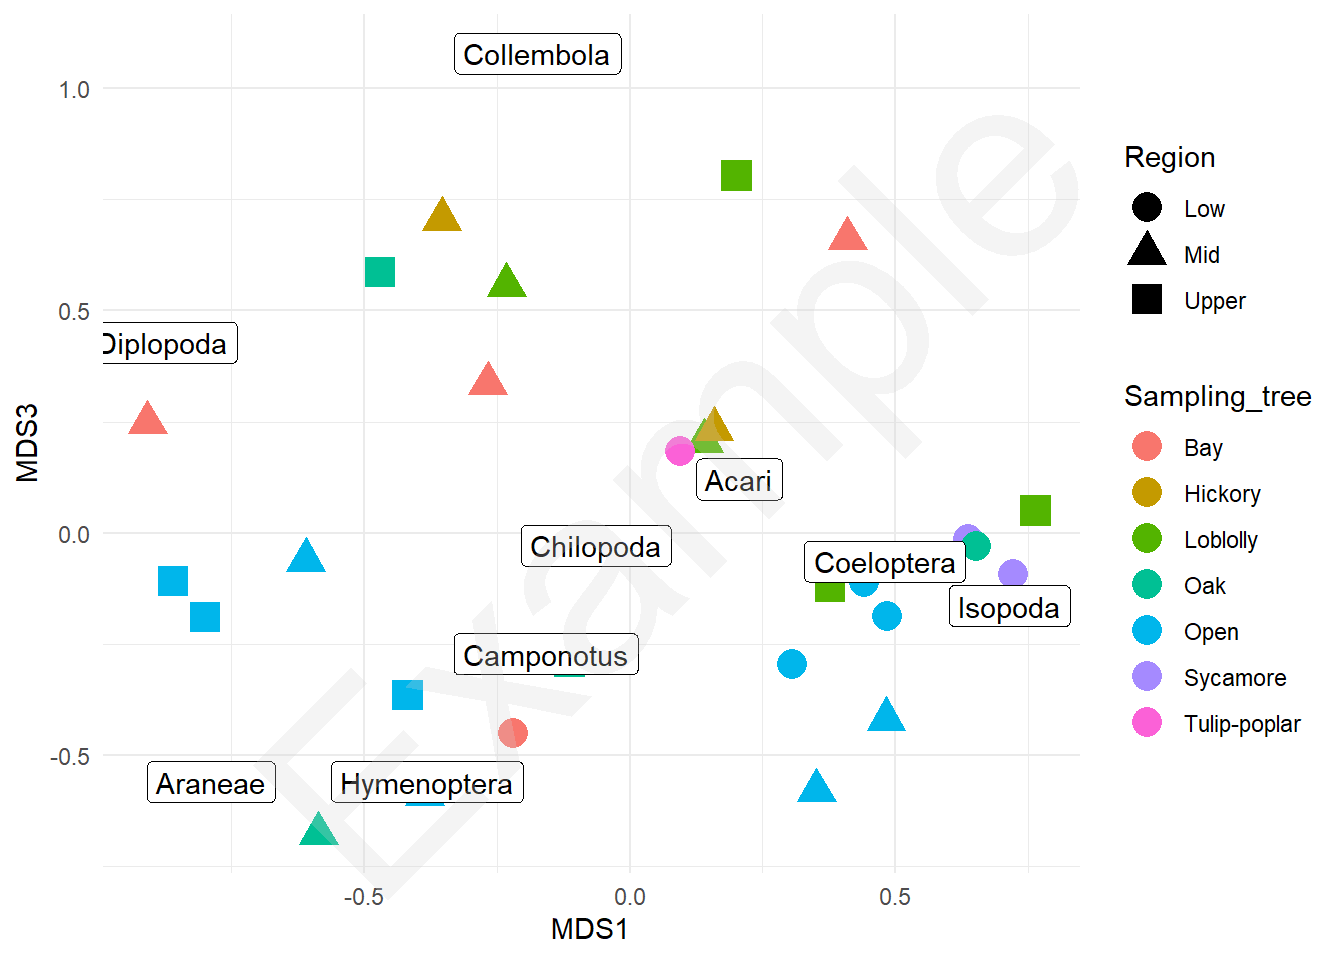 Collembola
1.0
Region
Low
Mid
Upper
0.5
Diplopoda
Sampling_tree
Bay
MDS3
Acari
Hickory
0.0
Chilopoda
Coeloptera
Loblolly
Isopoda
Oak
Camponotus
Open
Sycamore
Tulip-poplar
-0.5
Araneae
Hymenoptera
-0.5
0.0
0.5
MDS1
Example